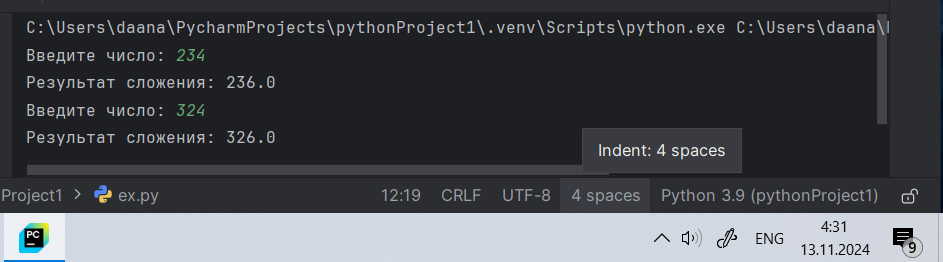 C:\Users\daana\PycharmProjects\pythonProject1\.venv\Scripts\python.exe C:\Users\daana\
Введите число: 234
Результат сложения: 236.0
Введите число: 324
Результат сложения: 326.0
Indent: 4 spaces
Project1 > ex.py 12:19 CRLF UTF-8 4 spaces Python 3.9 (pythonProject1)
PC ENG 4:31
13.11.2024 9